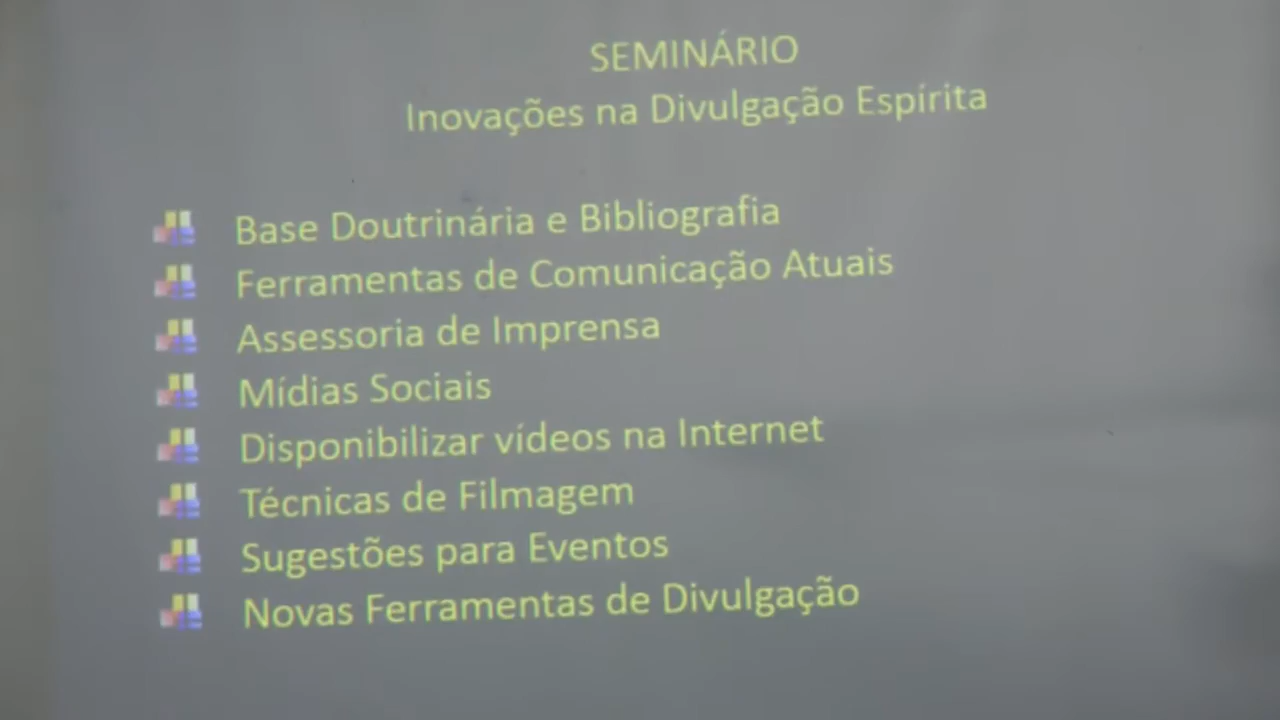 SEMINÁRIO
Inovações na Divulgação Espírita
Base Doutrinária e Bibliografia
Ferramentas de Comunicação Atuais
Assessoria de Imprensa
Mídias Sociais
Disponibilizar vídeos na Internet
Técnicas de Filmagem
Sugestões para Eventos
Novas Ferramentas de Divulgação